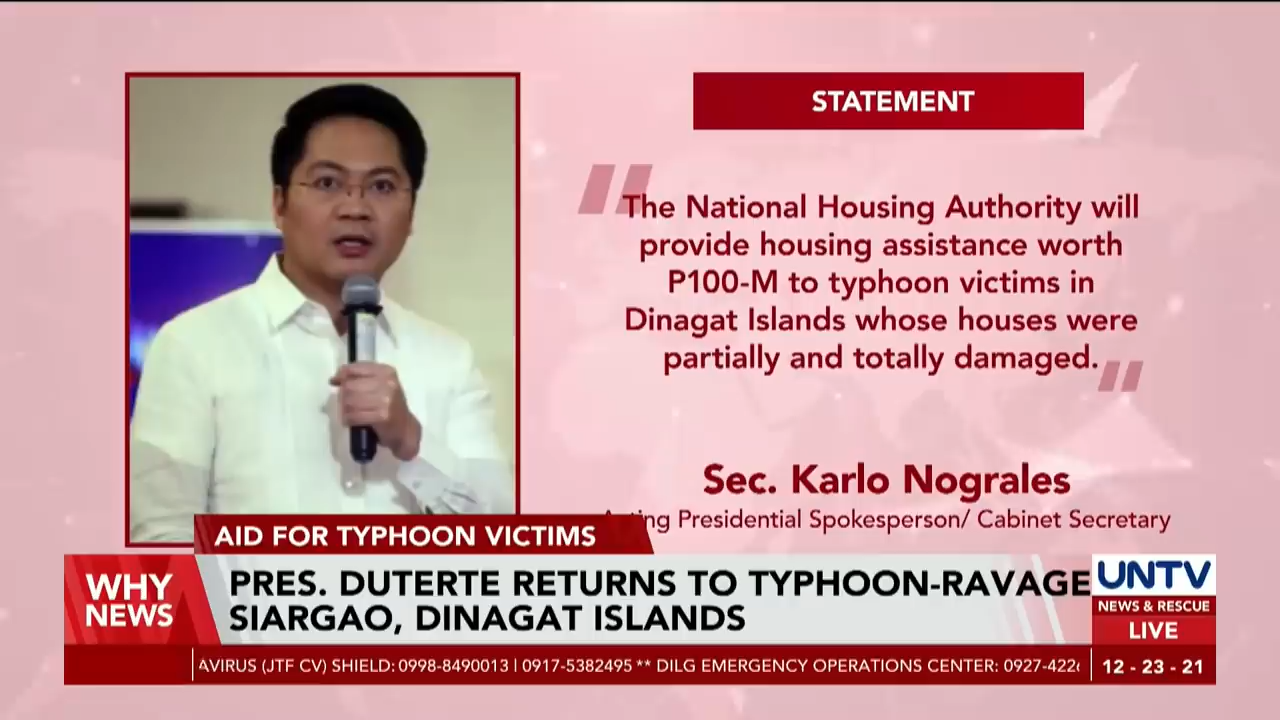 STATEMENT
The National Housing Authority will
provide housing assistance worth
P100-M to typhoon victims in
Dinagat Islands whose houses were
partially and totally damaged.
Sec. Karlo Nograles
Presidential Spokesperson/ Cabinet Secretary
AID FOR TYPHOON VICTIMS
WHY
NEWS
PRES. DUTERTE RETURNS TO TYPHOON-RAVAGE
SIARGAO, DINAGAT ISLANDS
UNTV
NEWS & RESCUE
LIVE
AVIRUS (JTF CV) SHIELD: 0998-8490013 | 0917-5382495 ** DILG EMERGENCY OPERATIONS CENTER: 0927-422
12 - 23 - 21